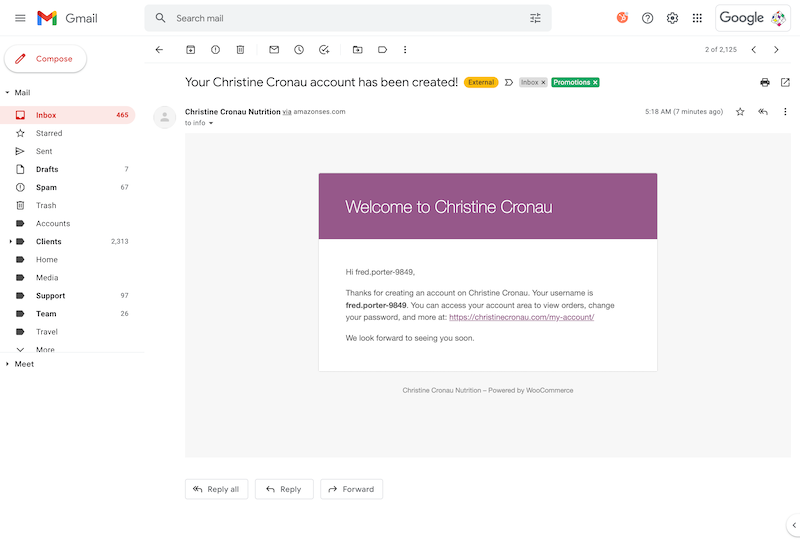 Gmail
Search mail
Google
Compose
2 of 2,125
Mail
Inbox 465
Starred
Sent
Drafts 7
Spam 67
Trash
Accounts
Clients 2,313
Home
Media
Support 97
Team 26
Travel
More
Meet
Your Christine Cronau account has been created! External Inbox × Promotions ×
Christine Cronau Nutrition via amazonses.com 5:18 AM (7 minutes ago)
to info
Welcome to Christine Cronau
Hi fred.porter-9849,
Thanks for creating an account on Christine Cronau. Your username is
fred.porter-9849. You can access your account area to view orders, change
your password, and more at: https://christinecronau.com/my-account/
We look forward to seeing you soon.
Christine Cronau Nutrition – Powered by WooCommerce
Reply all
Reply
Forward